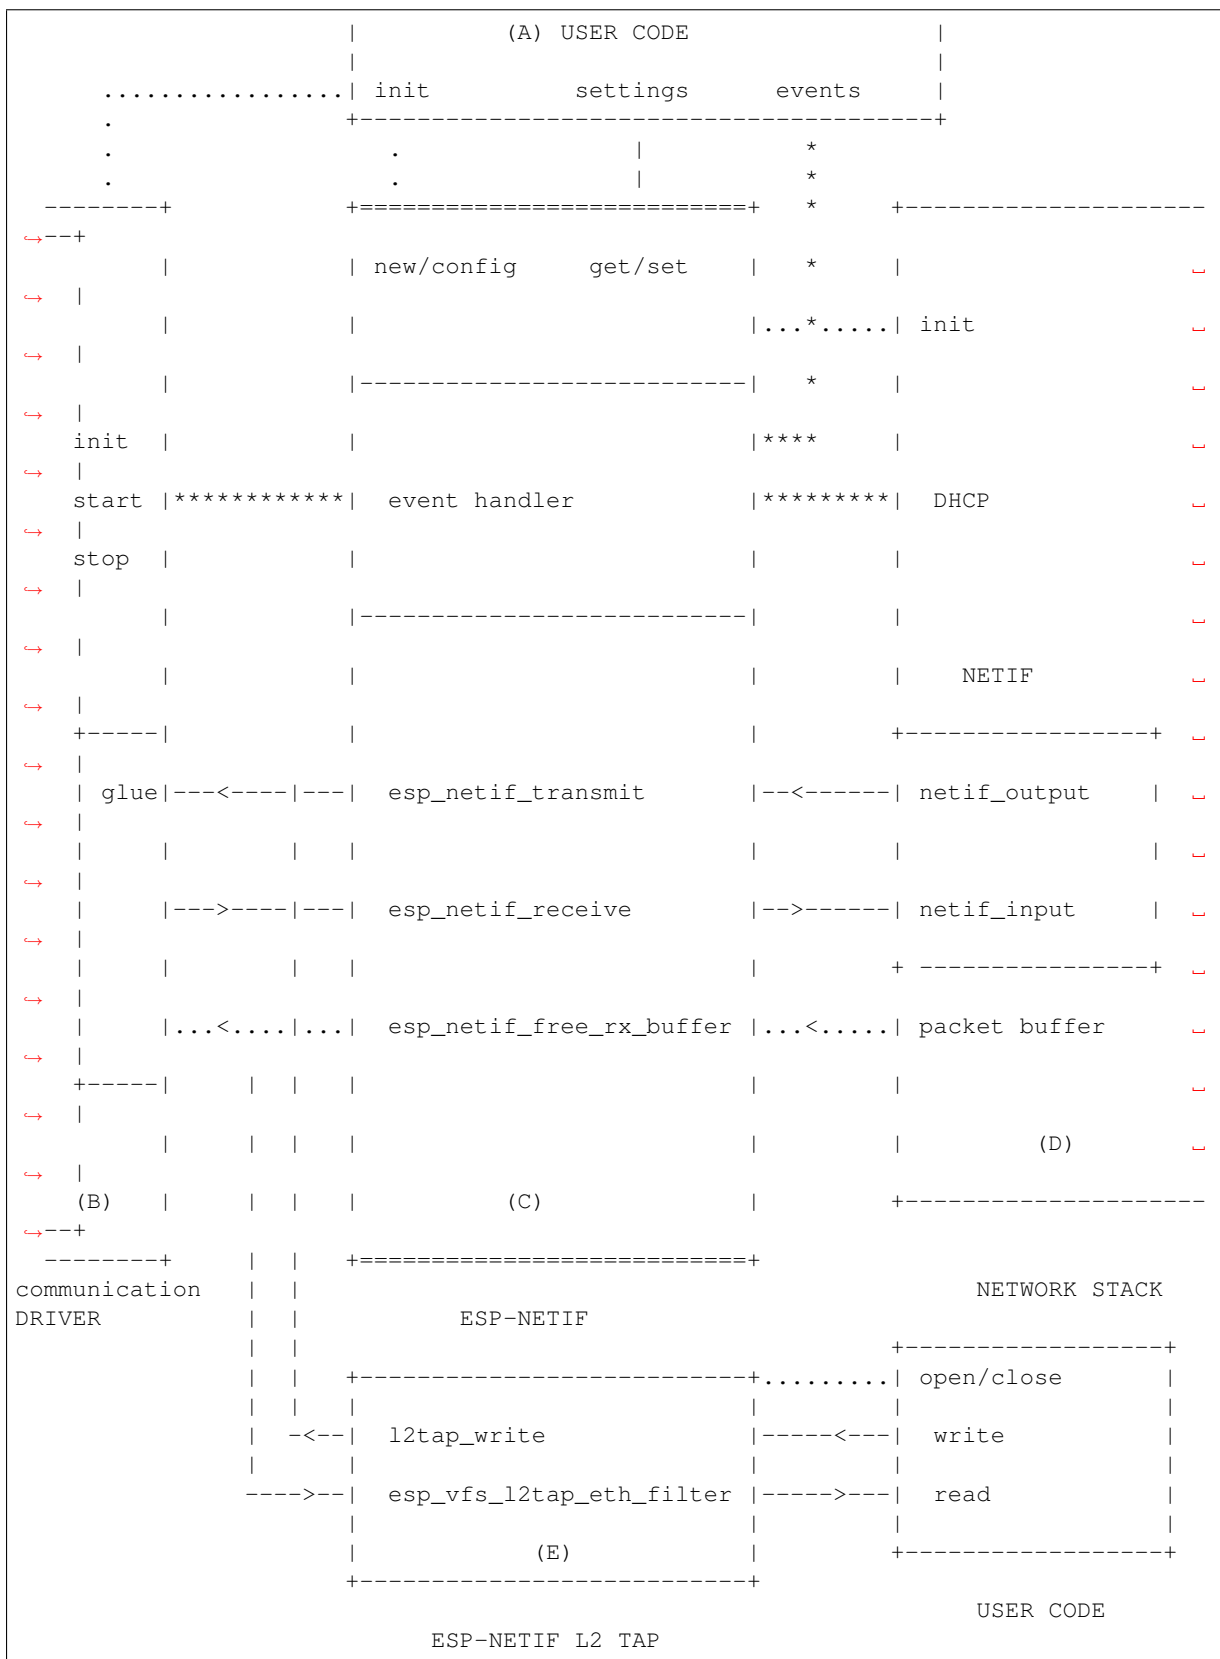 |          (A) USER CODE                 |
                       |                                        |
      .................| init          settings      events     |
      .                +----------------------------------------+
      .                   .                |           *
      .                   .                |           *
  --------+            +===========================+   *     +---------------------
↪--+
          |            | new/config     get/set    |   *     |                    ␣
↪  |
          |            |                           |...*.....| init               ␣
↪  |
          |            |---------------------------|   *     |                    ␣
↪  |
    init  |            |                           |****     |                    ␣
↪  |
    start |************|  event handler            |*********|  DHCP              ␣
↪  |
    stop  |            |                           |         |                    ␣
↪  |
          |            |---------------------------|         |                    ␣
↪  |
          |            |                           |         |    NETIF           ␣
↪  |
    +-----|            |                           |         +-----------------+  ␣
↪  |
    | glue|---<----|---|  esp_netif_transmit       |--<------| netif_output    |  ␣
↪  |
    |     |        |   |                           |         |                 |  ␣
↪  |
    |     |--->----|---|  esp_netif_receive        |-->------| netif_input     |  ␣
↪  |
    |     |        |   |                           |         + ----------------+  ␣
↪  |
    |     |...<....|...|  esp_netif_free_rx_buffer |...<.....| packet buffer      ␣
↪  |
    +-----|     |  |   |                           |         |                    ␣
↪  |
          |     |  |   |                           |         |         (D)        ␣
↪  |
    (B)   |     |  |   |          (C)              |         +---------------------
↪--+
  --------+     |  |   +===========================+
communication   |  |                                               NETWORK STACK
DRIVER          |  |           ESP-NETIF
                |  |                                         +------------------+
                |  |   +---------------------------+.........| open/close       |
                |  |   |                           |         |                  |
                |  -<--|  l2tap_write              |-----<---|  write           |
                |      |                           |         |                  |
                ---->--|  esp_vfs_l2tap_eth_filter |----->---|  read            |
                       |                           |         |                  |
                       |            (E)            |         +------------------+
                       +---------------------------+
                                                                   USER CODE
                             ESP-NETIF L2 TAP